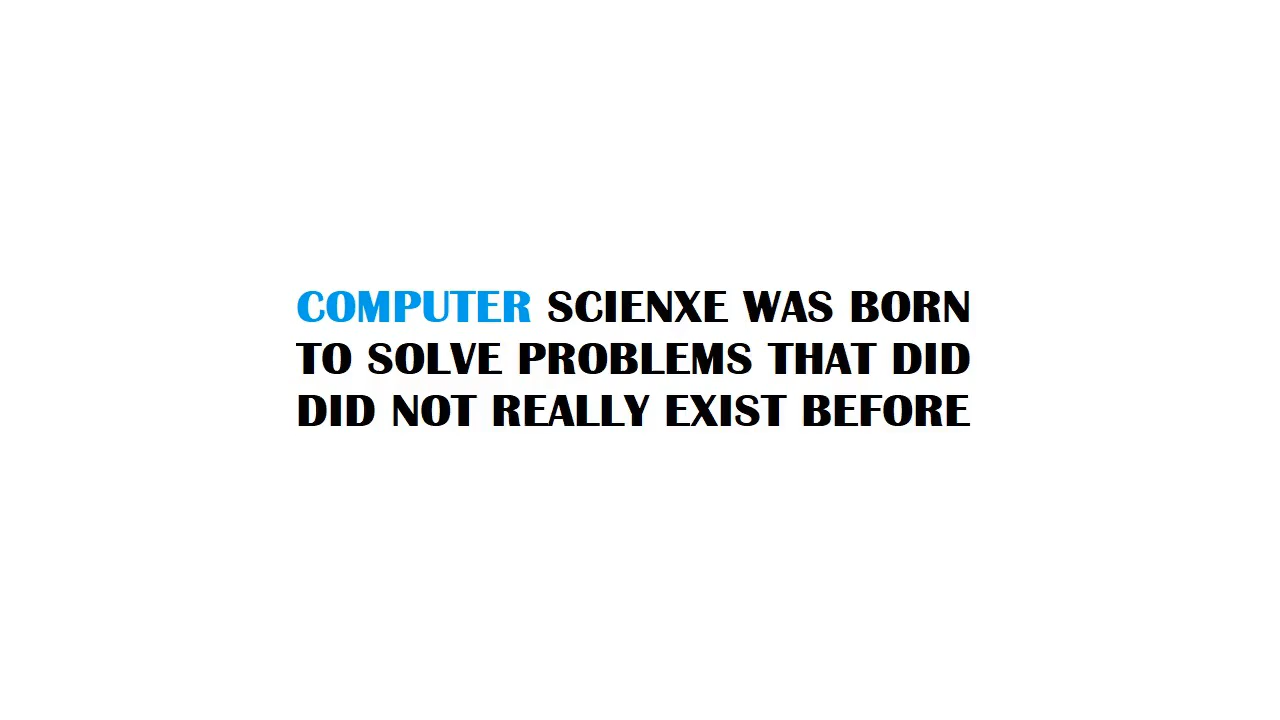 COMPUTER SCIENXE WAS BORN
TO SOLVE PROBLEMS THAT DID
DID NOT REALLY EXIST BEFORE